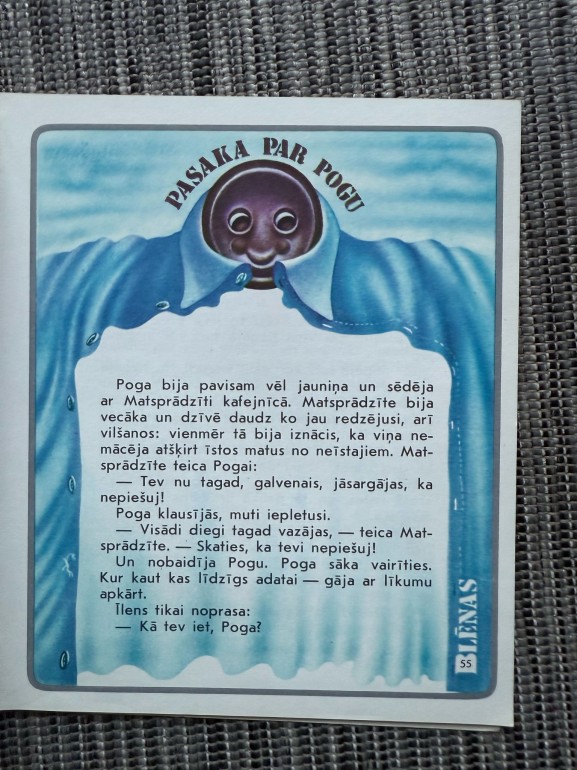 PASAKA PAR POGU
Poga bija pavisam vēl jauniņa un sēdēja
ar Matsprādzīti kafejnīcā. Matsprādzīte bija
vecāka un dzīvē daudz ko jau redzējusi, arī
vilšanos: vienmēr tā bija iznācis, ka viņa ne-
mācēja atšķirt īstos matus no neīstajiem. Mat-
sprādzīte teica Pogai:
— Tev nu tagad, galvenais, jāsargājas, ka
nepiešuj!
Poga klausījās, muti iepletusi.
— Visādi diegi tagad vazājas, — teica Mat-
sprādzīte. — Skaties, ka tevi nepiešuj!
Un nobaidīja Pogu. Poga sāka vairīties.
Kur kaut kas līdzīgs adatai — gāja ar līkumu
apkārt.
Īlens tikai noprasa:
— Kā tev iet, Poga?
BLĒNAS
55